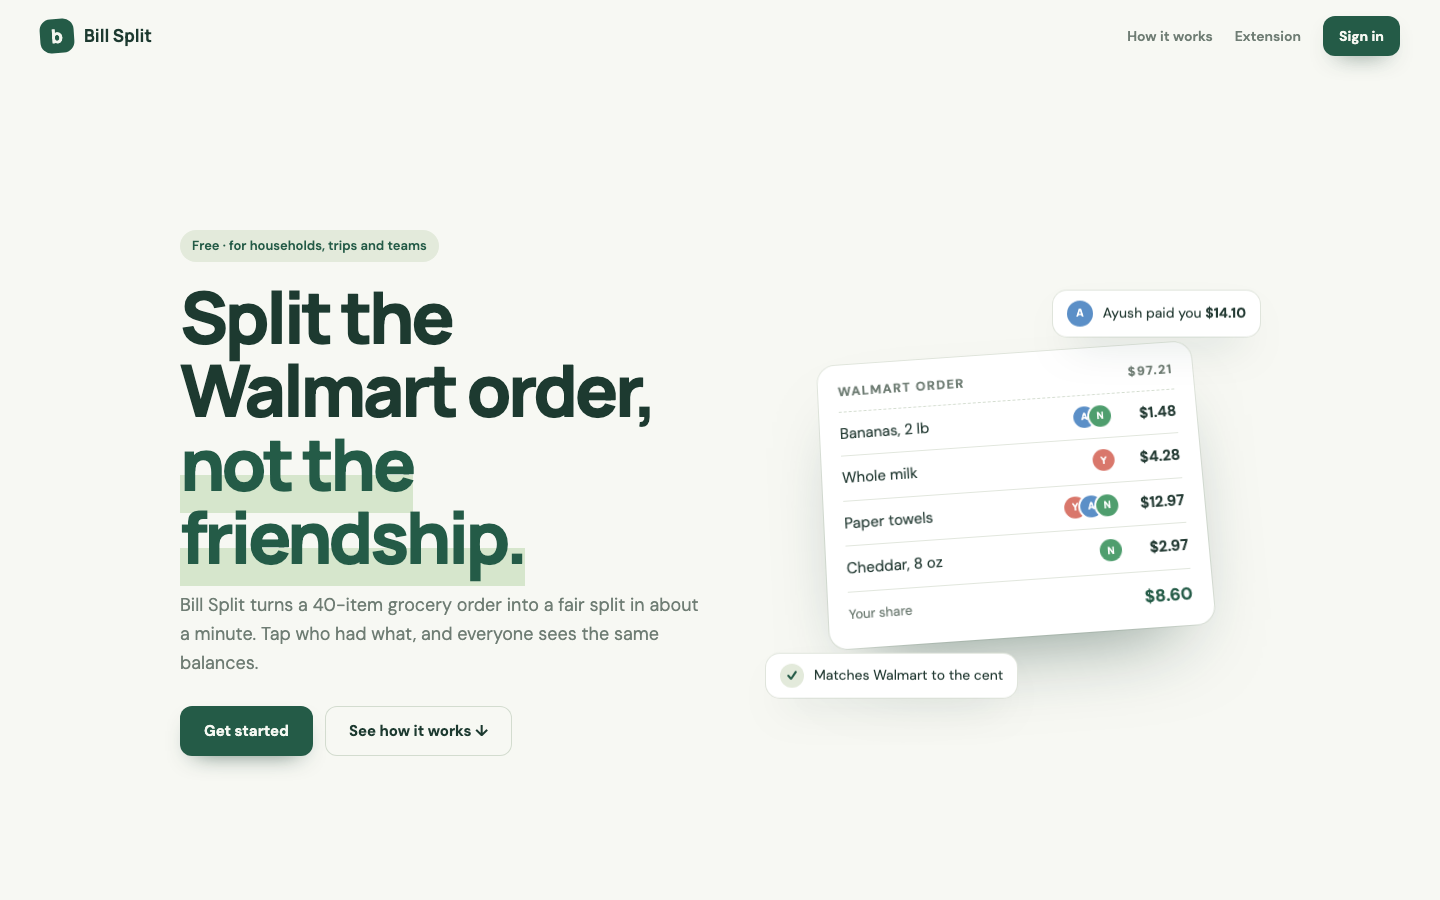 b Bill Split
How it works Extension Sign in
Free · for households, trips and teams
Split the
Walmart order,
not the
friendship.
Bill Split turns a 40-item grocery order into a fair split in about
a minute. Tap who had what, and everyone sees the same
balances.
Get started
See how it works ↓
A Ayush paid you $14.10
WALMART ORDER $97.21
Bananas, 2 lb A N $1.48
Whole milk Y $4.28
Paper towels Y A N $12.97
Cheddar, 8 oz N $2.97
Your share $8.60
Matches Walmart to the cent